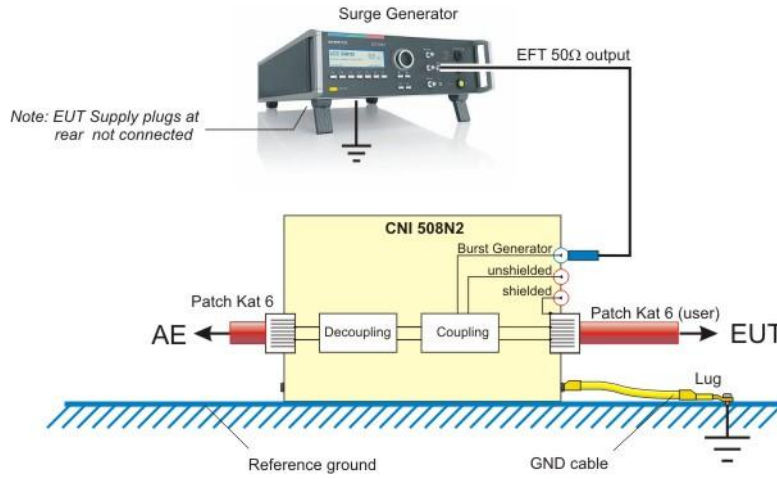 Surge Generator
EFT 50Ω output
Note: EUT Supply plugs at
rear not connected
CNI 508N2
Burst Generator
unshielded
shielded
Patch Kat 6
Patch Kat 6 (user)
AE
Decoupling
Coupling
EUT
Lug
Reference ground
GND cable